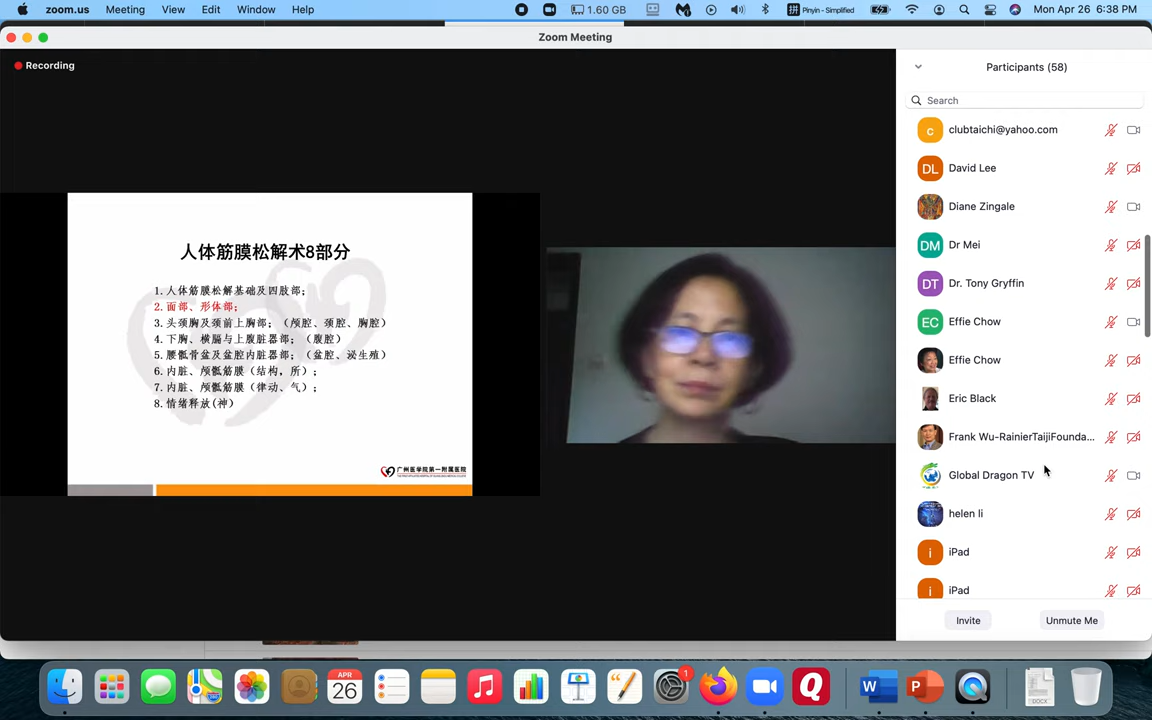 zoom.us Meeting View Edit Window Help
1.60 GB
拼 Pinyin - Simplified
Mon Apr 26 6:38 PM
Zoom Meeting
Recording
人体筋膜松解术8部分
1. 人体筋膜松解基础及四肢部；
2. 面部、形体部；
3. 头颈胸及颈前上胸部；（颅腔、颈腔、胸腔）
4. 下胸、横膈与上腹脏器部；（腹腔）
5. 腰骶骨盆及盆腔内脏器部；（盆腔、泌生殖）
6. 内脏、颅骶筋膜（结构，所）；
7. 内脏、颅骶筋膜（律动、气）；
8. 情绪释放(神)
广州医学院第一附属医院
Participants (58)
Search
c clubtaichi@yahoo.com
DL David Lee
Diane Zingale
DM Dr Mei
DT Dr. Tony Gryffin
EC Effie Chow
Effie Chow
Eric Black
Frank Wu-RainierTaijiFounda...
Global Dragon TV
helen li
i iPad
i iPad
Invite Unmute Me
APR
26
1
Q
W
P
DOCX